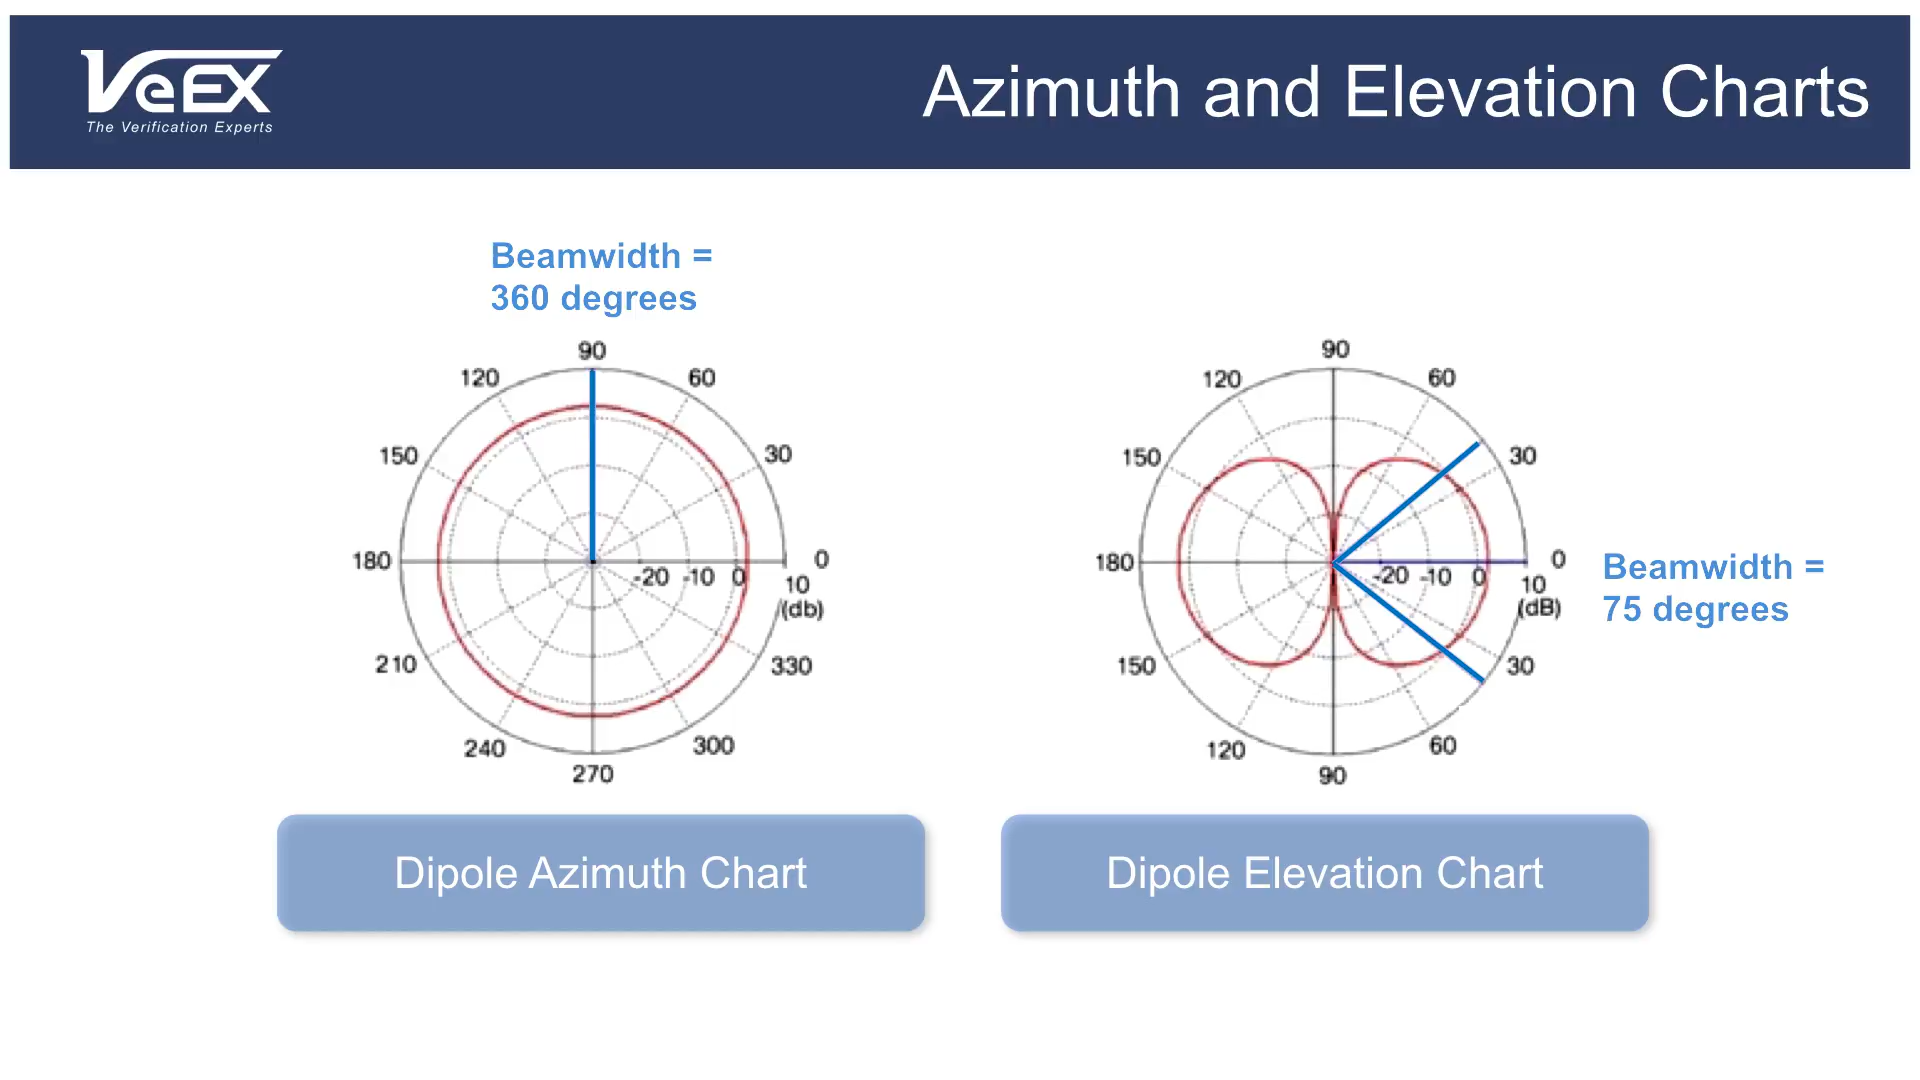 VeEX
The Verification Experts
Azimuth and Elevation Charts
Beamwidth =
360 degrees
90
120
60
150
30
180
0
-20
-10
0
10
(db)
210
330
240
300
270
Dipole Azimuth Chart
90
120
60
150
30
180
0
-20
-10
0
10
(dB)
150
30
120
60
90
Beamwidth =
75 degrees
Dipole Elevation Chart